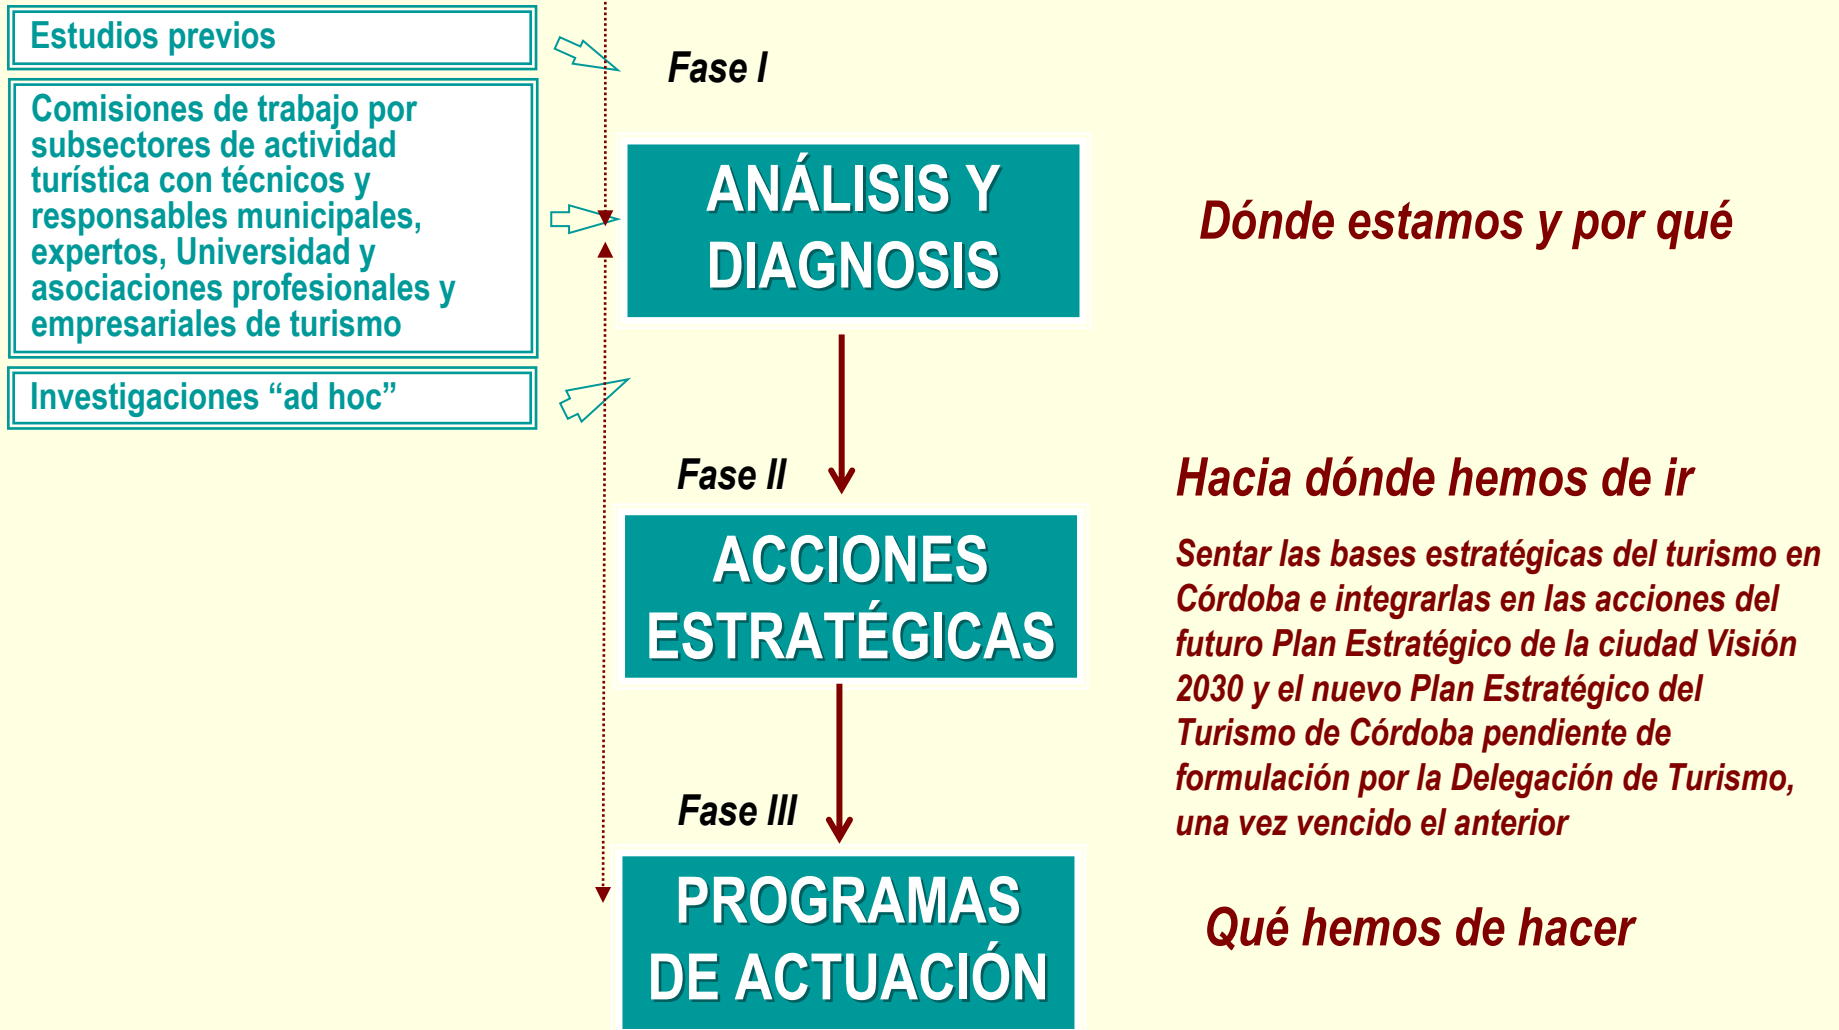 Estudios previos
Comisiones de trabajo por
subsectores de actividad
turística con técnicos y
responsables municipales,
expertos, Universidad y
asociaciones profesionales y
empresariales de turismo
Investigaciones “ad hoc”
Fase I
ANÁLISIS Y
DIAGNOSIS
Dónde estamos y por qué
Fase II
ACCIONES
ESTRATÉGICAS
Hacia dónde hemos de ir
Sentar las bases estratégicas del turismo en
Córdoba e integrarlas en las acciones del
futuro Plan Estratégico de la ciudad Visión
2030 y el nuevo Plan Estratégico del
Turismo de Córdoba pendiente de
formulación por la Delegación de Turismo,
una vez vencido el anterior
Fase III
PROGRAMAS
DE ACTUACIÓN
Qué hemos de hacer